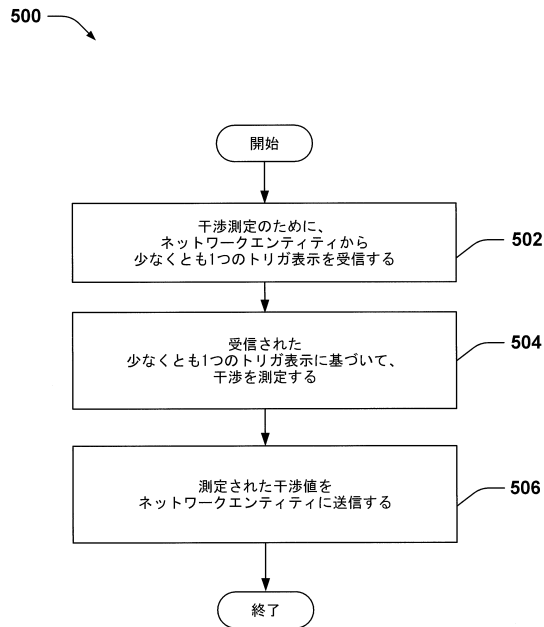 500
開始
干渉測定のために、
ネットワークエンティティから
少なくとも1つのトリガ表示を受信する
502
受信された
少なくとも1つのトリガ表示に基づいて、
干渉を測定する
504
測定された干渉値を
ネットワークエンティティに送信する
506
終了